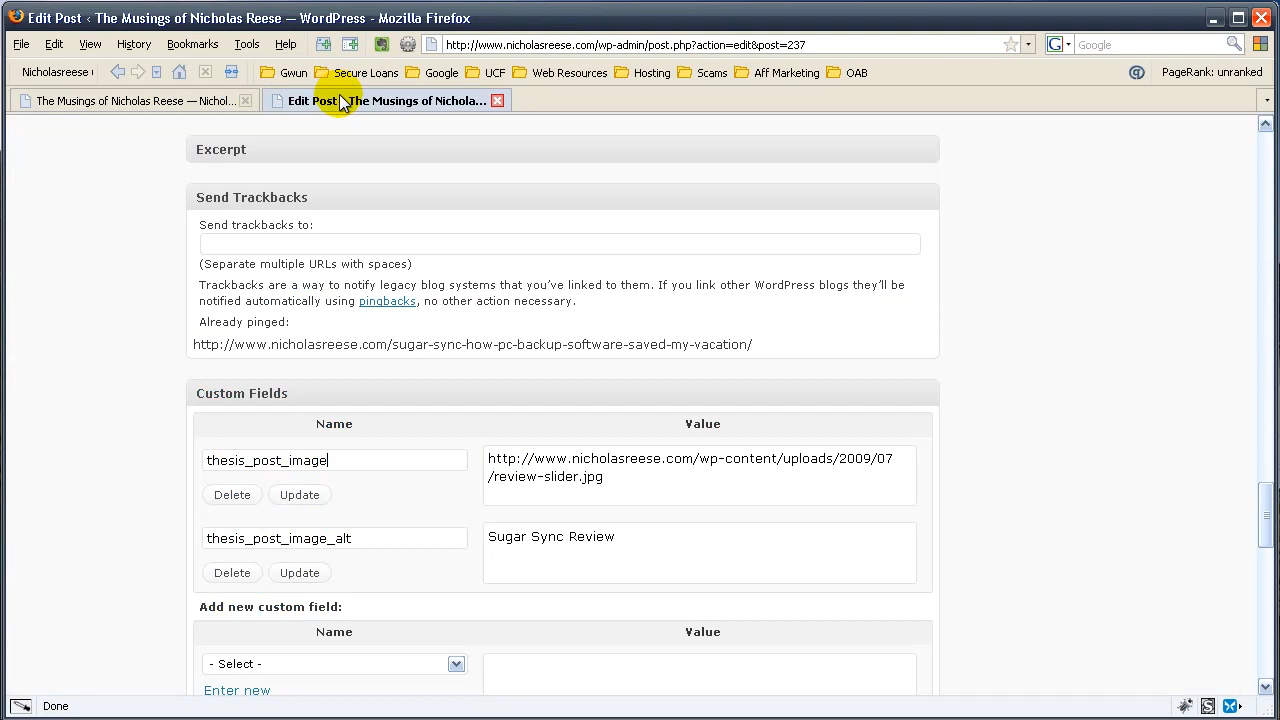 Edit Post ‹ The Musings of Nicholas Reese — WordPress - Mozilla Firefox
File Edit View History Bookmarks Tools Help http://www.nicholasreese.com/wp-admin/post.php?action=edit&post=237 Google
Nicholasreese Gwun Secure Loans Google UCF Web Resources Hosting Scams Aff Marketing OAB PageRank: unranked
The Musings of Nicholas Reese — Nichol... Edit Post ‹ The Musings of Nichola...
Excerpt
Send Trackbacks
Send trackbacks to:
(Separate multiple URLs with spaces)
Trackbacks are a way to notify legacy blog systems that you've linked to them. If you link other WordPress blogs they'll be
notified automatically using pingbacks, no other action necessary.
Already pinged:
http://www.nicholasreese.com/sugar-sync-how-pc-backup-software-saved-my-vacation/
Custom Fields
Name Value
thesis_post_image http://www.nicholasreese.com/wp-content/uploads/2009/07
/review-slider.jpg
Delete Update
thesis_post_image_alt Sugar Sync Review
Delete Update
Add new custom field:
Name Value
- Select -
Enter new
Done